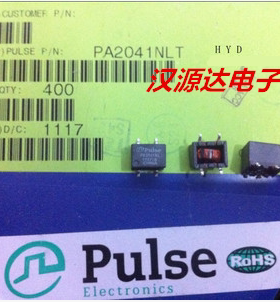 CUSTOMER P/N:
PULSE P/N:
PA2041NLT
HYD
汉源达电子
QTY:
400
D/C: 1117
Pulse
Pulse
Electronics
RoHS